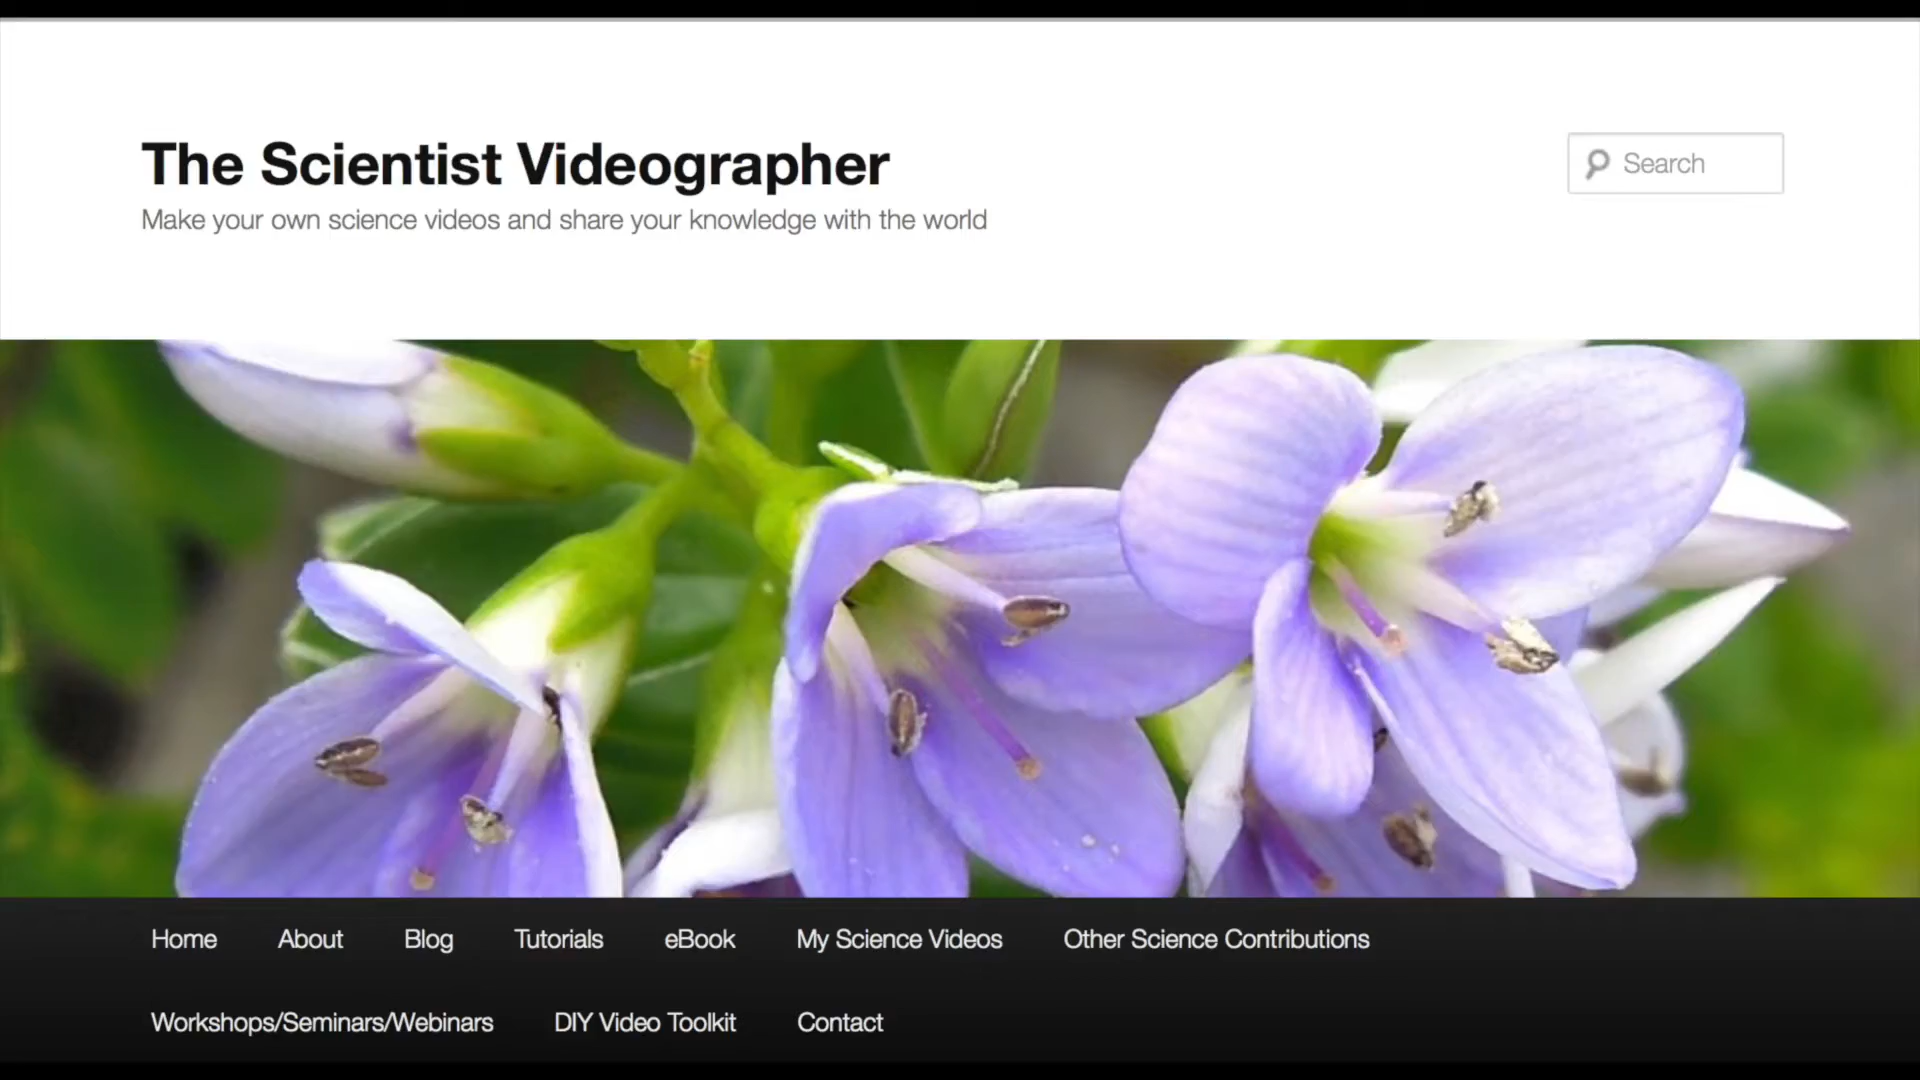 The Scientist Videographer
Search
Make your own science videos and share your knowledge with the world
Home About Blog Tutorials eBook My Science Videos Other Science Contributions
Workshops/Seminars/Webinars DIY Video Toolkit Contact